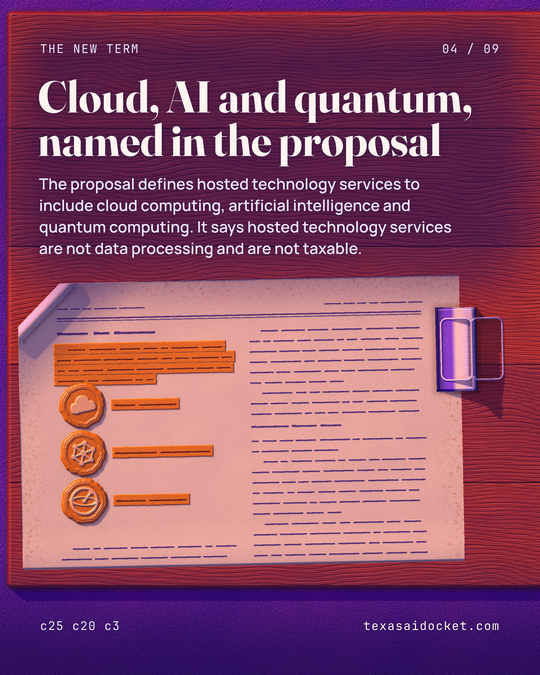 THE NEW TERM
04 / 09
Cloud, AI and quantum,
named in the proposal
The proposal defines hosted technology services to
include cloud computing, artificial intelligence and
quantum computing. It says hosted technology services
are not data processing and are not taxable.
c25 c20 c3
texasaidocket.com